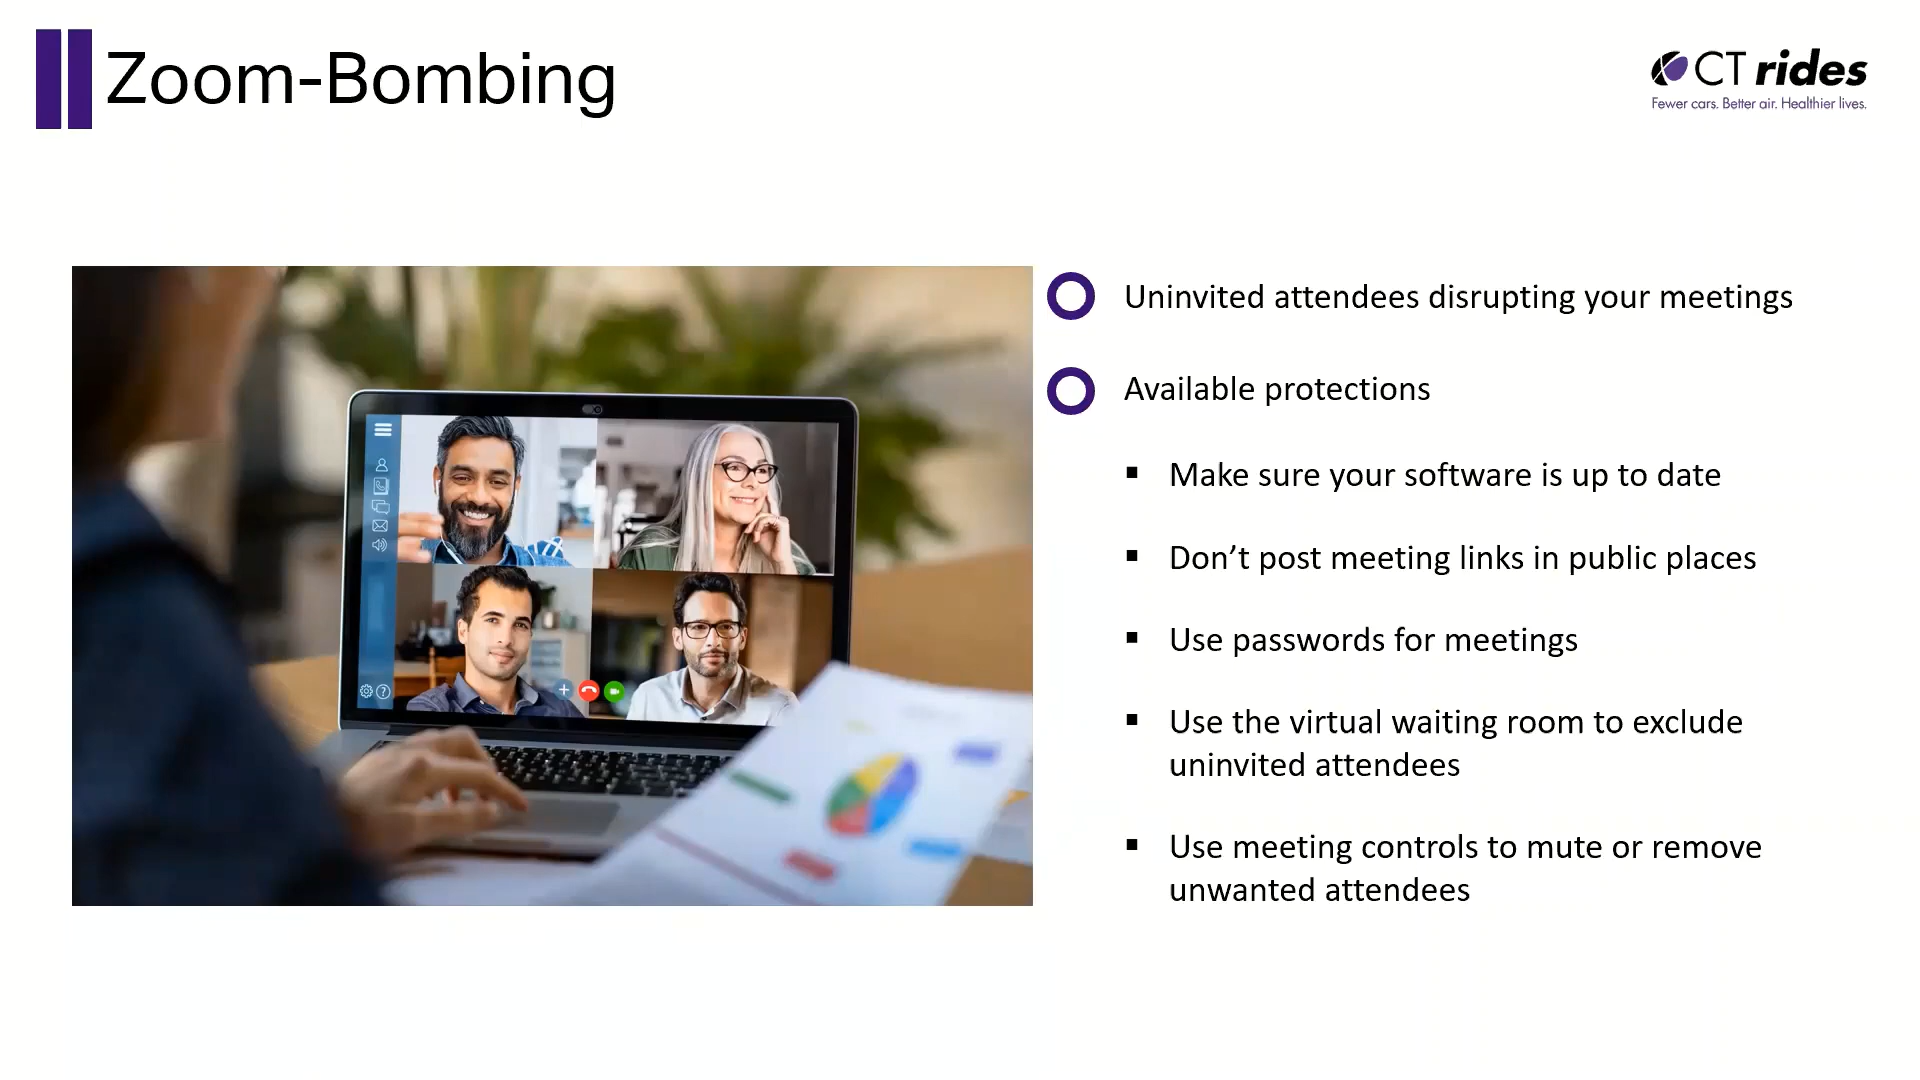 Zoom-Bombing
CT rides
Fewer cars. Better air. Healthier lives.
Uninvited attendees disrupting your meetings
Available protections
Make sure your software is up to date
Don’t post meeting links in public places
Use passwords for meetings
Use the virtual waiting room to exclude
uninvited attendees
Use meeting controls to mute or remove
unwanted attendees